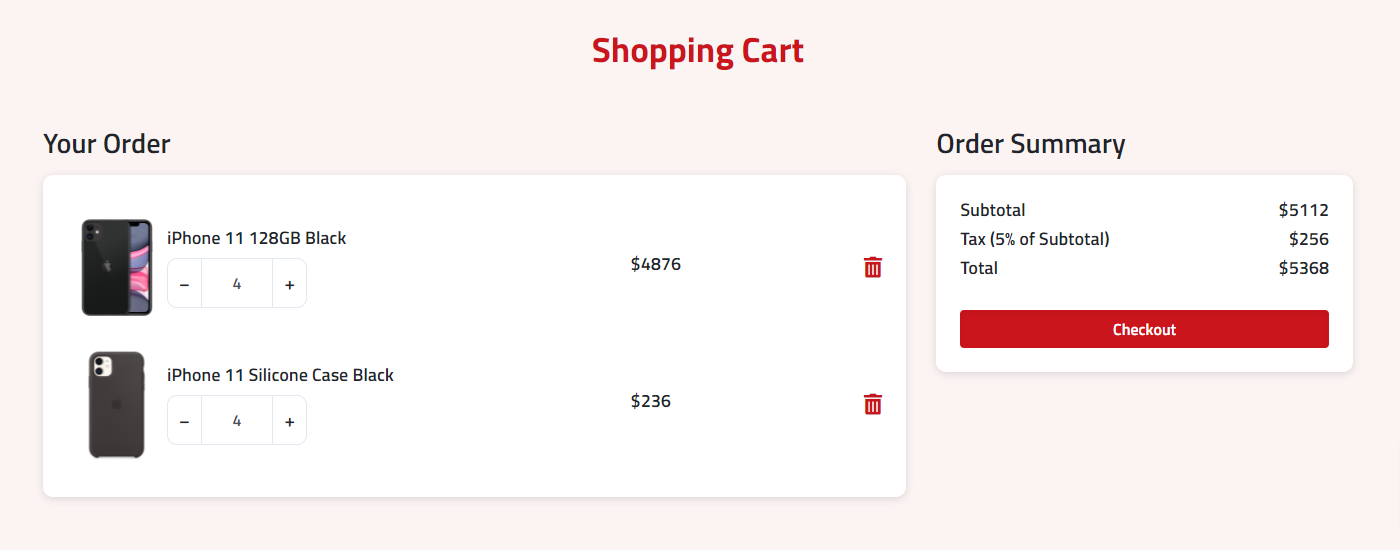 Shopping Cart
Your Order
iPhone 11 128GB Black
− 4 +
$4876
iPhone 11 Silicone Case Black
− 4 +
$236
Order Summary
Subtotal $5112
Tax (5% of Subtotal) $256
Total $5368
Checkout